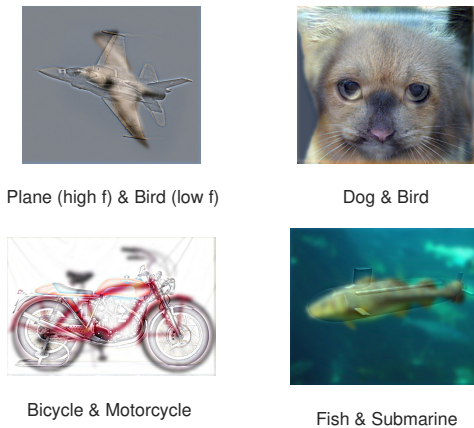 Plane (high f) & Bird (low f)
Dog & Bird
Bicycle & Motorcycle
Fish & Submarine